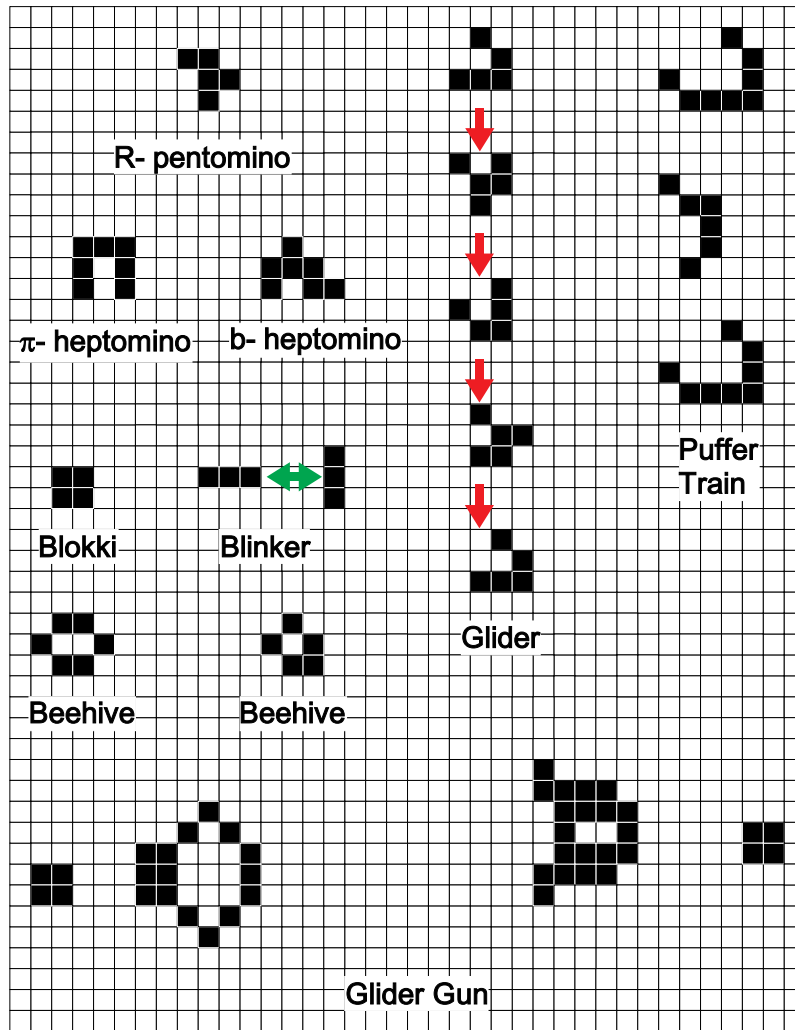 R- pentomino
π- heptomino
b- heptomino
Puffer
Train
Blokki
Blinker
Glider
Beehive
Beehive
Glider Gun